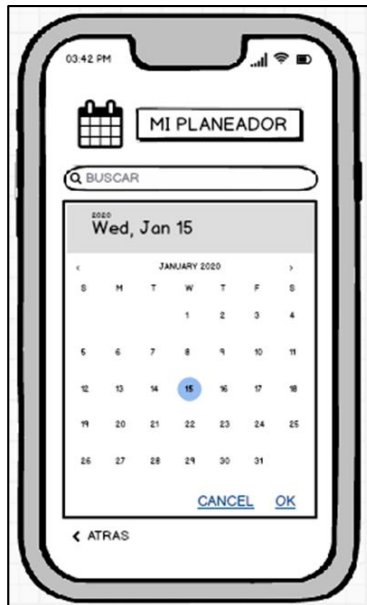 03:42 PM
MI PLANEADOR
BUSCAR
2020
Wed, Jan 15
‹ JANUARY 2020 ›
S M T W T F S
1 2 3 4
5 6 7 8 9 10 11
12 13 14 15 16 17 18
19 20 21 22 23 24 25
26 27 28 29 30 31
CANCEL OK
‹ ATRAS